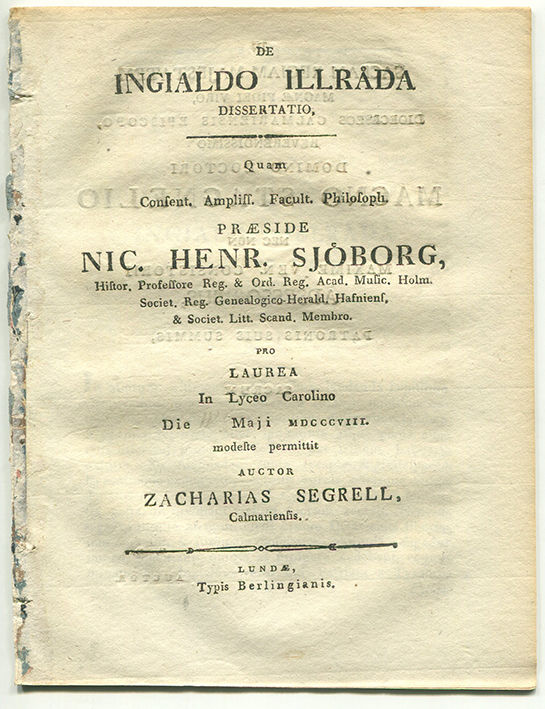 DE
INGIALDO ILLRÅDA
DISSERTATIO,
Quam
Conſent. Ampliſſ. Facult. Philoſoph.
PRÆSIDE
NIC. HENR. SJÖBORG,
Hiſtor. Profeſſore Reg. & Ord. Reg. Acad. Muſic. Holm.
Societ. Reg. Genealogico-Herald. Hafnienſ.
& Societ. Litt. Scand. Membro.
PRO
LAUREA
In Lyceo Carolino
Die Maji MDCCCVIII.
modeſte permittit
AUCTOR
ZACHARIAS SEGRELL,
Calmarienſis.
LUNDÆ,
Typis Berlingianis.